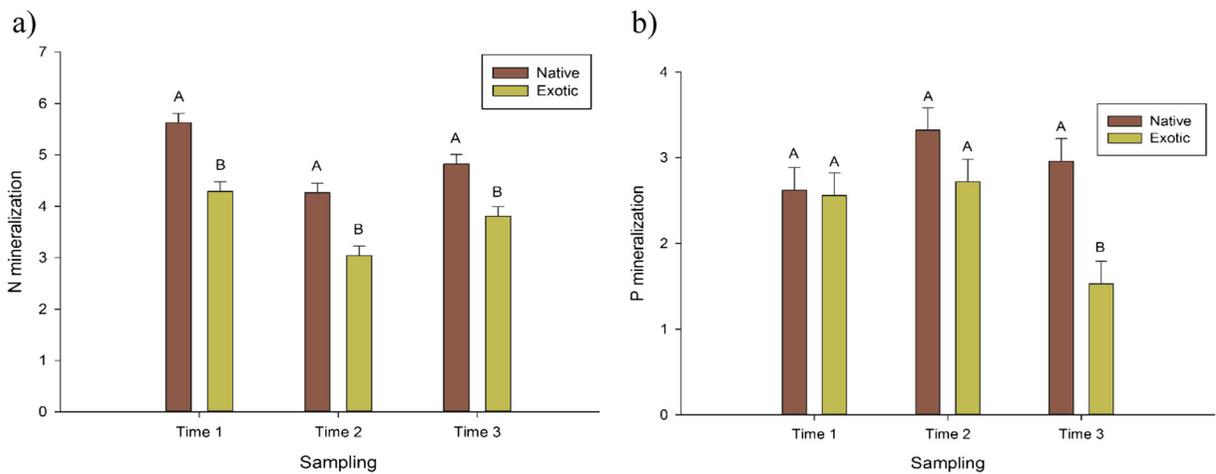 a)
7
6
5
4
3
2
1
0
N mineralization
Native
Exotic
A
B
A
B
A
B
Time 1
Time 2
Time 3
Sampling
b)
4
3
2
1
0
P mineralization
Native
Exotic
A
A
A
A
A
B
Time 1
Time 2
Time 3
Sampling